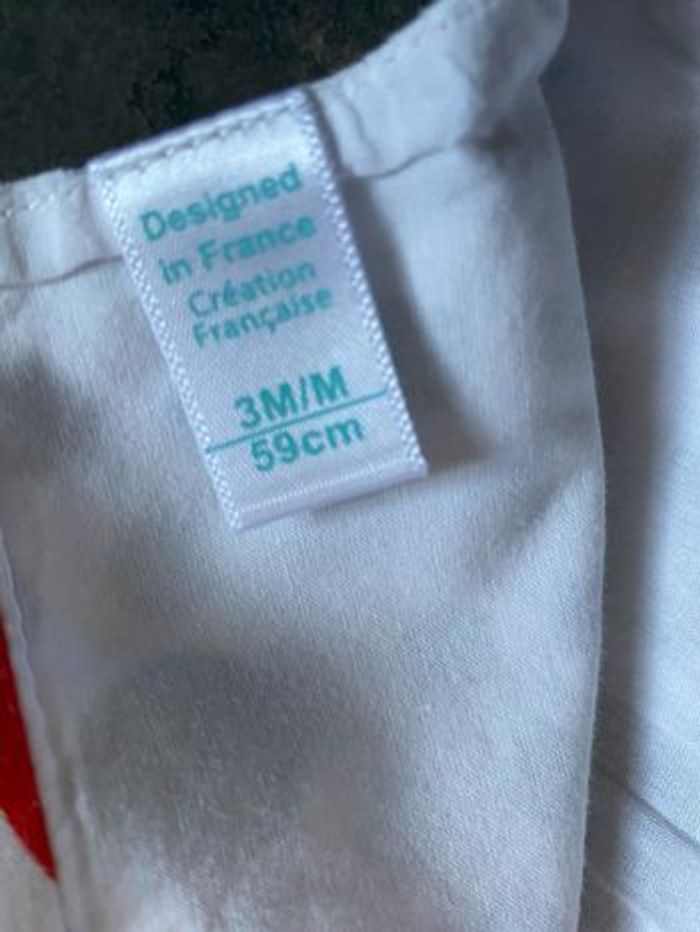 Designed
in France
Création
Française
3M/M
59cm